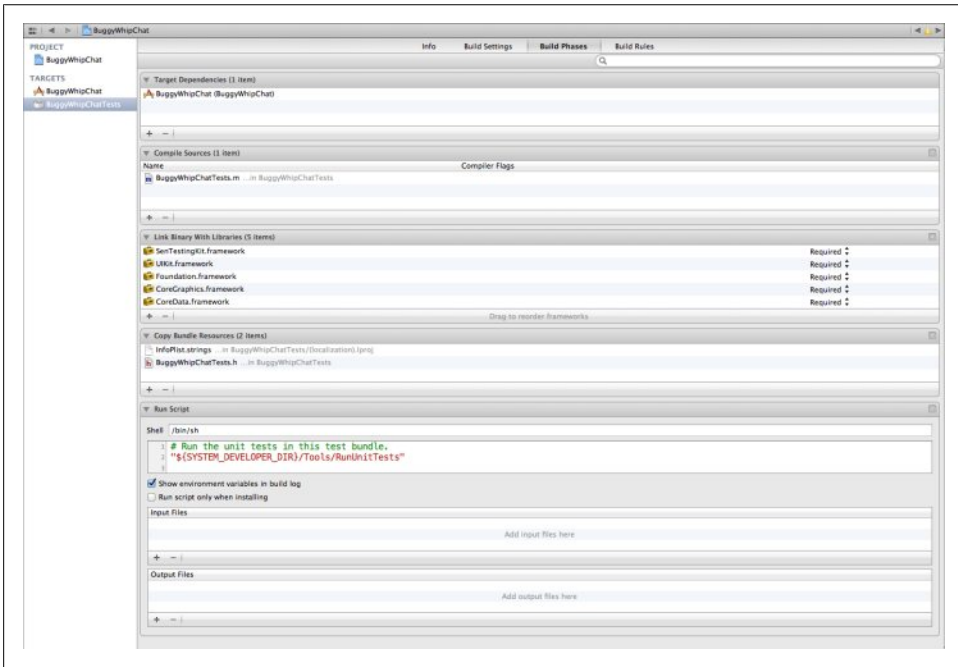 BuggyWhipChat
PROJECT
BuggyWhipChat
TARGETS
BuggyWhipChat
BuggyWhipChatTests
Info Build Settings Build Phases Build Rules
Target Dependencies (1 item)
BuggyWhipChat (BuggyWhipChat)
Compile Sources (1 item)
Name Compiler Flags
BuggyWhipChatTests.m ...in BuggyWhipChatTests
Link Binary With Libraries (5 items)
SenTestingKit.framework Required
UIKit.framework Required
Foundation.framework Required
CoreGraphics.framework Required
CoreData.framework Required
Drag to reorder frameworks
Copy Bundle Resources (2 items)
InfoPlist.strings ...in BuggyWhipChatTests/(localization).lproj
BuggyWhipChatTests.h ...in BuggyWhipChatTests
Run Script
Shell /bin/sh
1 # Run the unit tests in this test bundle.
2 "${SYSTEM_DEVELOPER_DIR}/Tools/RunUnitTests"
3
Show environment variables in build log
Run script only when installing
Input Files
Add input files here
Output Files
Add output files here